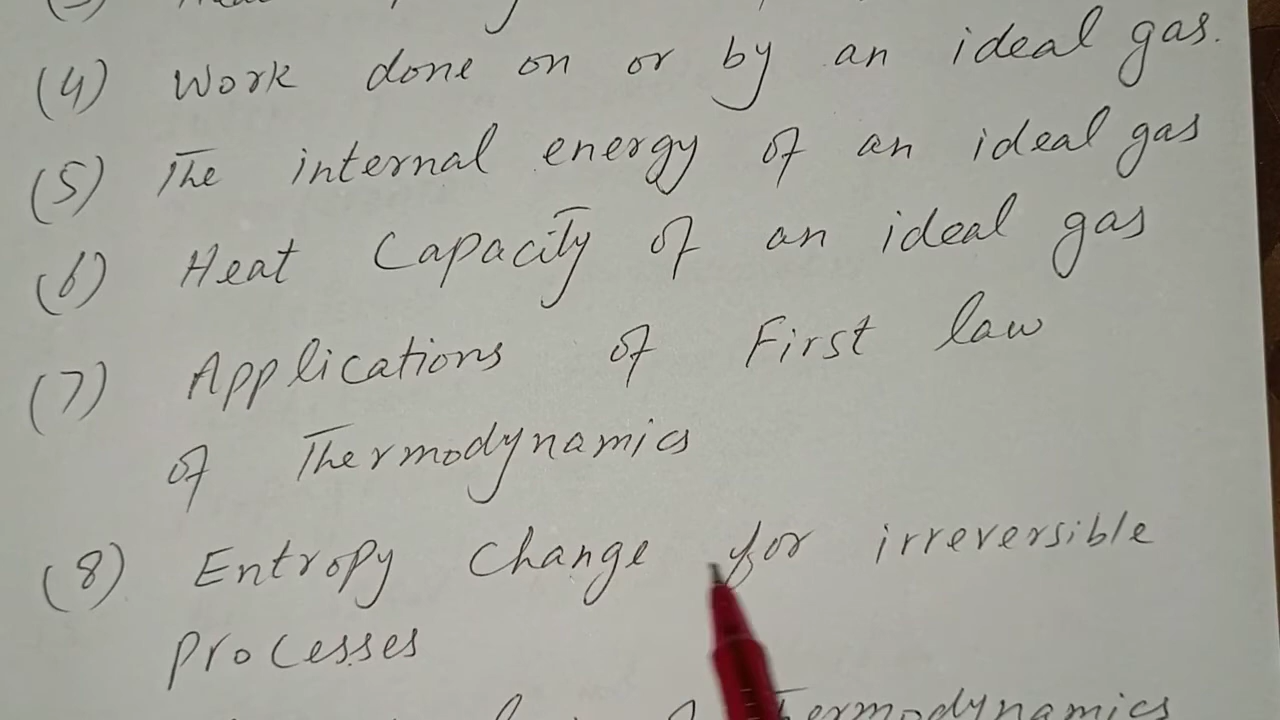 (4) Work done on or by an ideal gas.
(5) The internal energy of an ideal gas
(6) Heat Capacity of an ideal gas
(7) Applications of First law
of Thermodynamics
(8) Entropy Change for irreversible
Processes
Thermodynamics